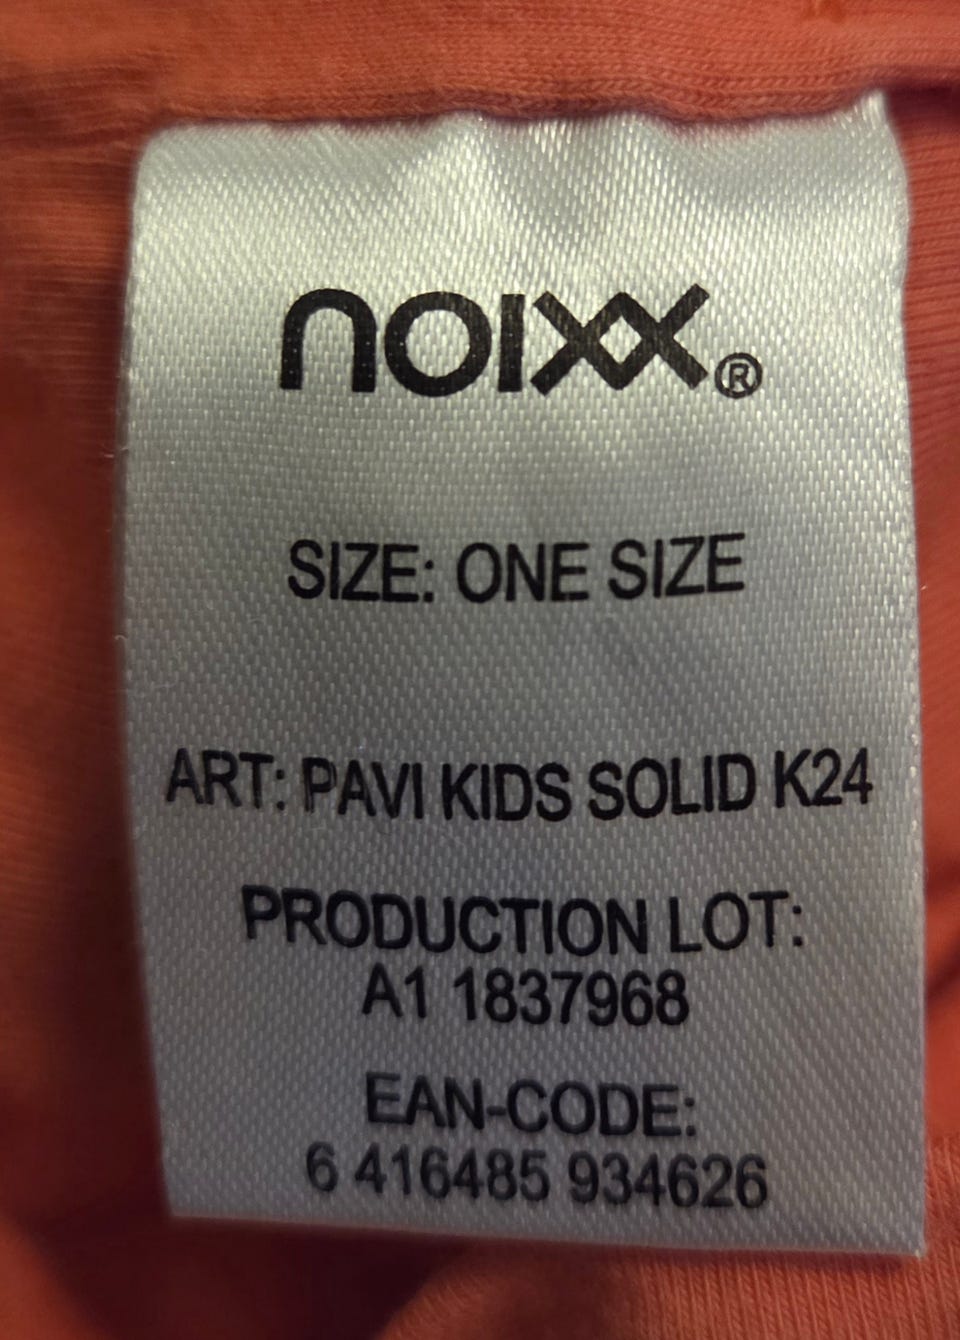 noixx®
SIZE: ONE SIZE
ART: PAVI KIDS SOLID K24
PRODUCTION LOT:
A1 1837968
EAN-CODE:
6 416485 934626